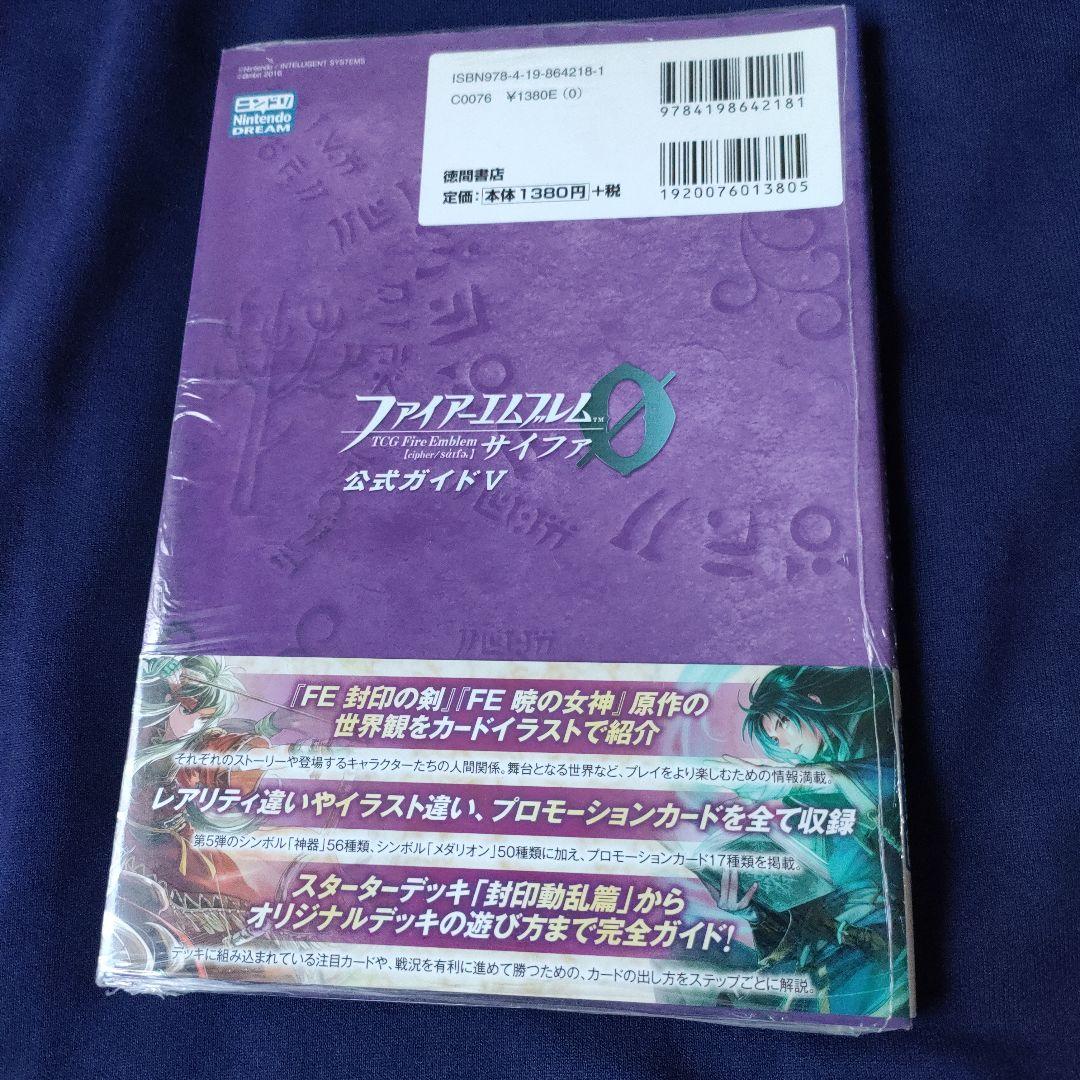 ©Nintendo / INTELLIGENT SYSTEMS
©ambit 2016
ニンドリ
Nintendo
DREAM
ISBN978-4-19-864218-1
C0076 ¥1380E (0)
9784198642181
徳間書店
定価：本体1380円+税
1920076013805
ファイアーエムブレム™0
TCG Fire Emblem サイファ
【cipher/sάɪfɚ】
公式ガイドⅤ
『FE 封印の剣』『FE 暁の女神』原作の
世界観をカードイラストで紹介
それぞれのストーリーや登場するキャラクターたちの人間関係。舞台となる世界など、プレイをより楽しむための情報満載。
レアリティ違いやイラスト違い、プロモーションカードを全て収録
第5弾のシンボル「神器」56種類、シンボル「メダリオン」50種類に加え、プロモーションカード17種類を掲載。
スターターデッキ「封印動乱篇」から
オリジナルデッキの遊び方まで完全ガイド!
デッキに組み込まれている注目カードや、戦況を有利に進めて勝つための、カードの出し方をステップごとに解説。